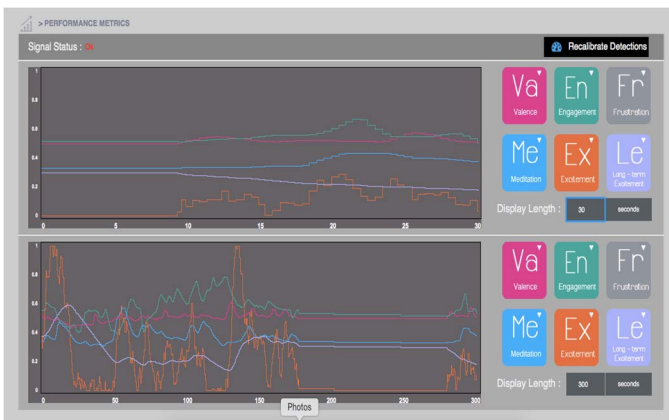 > PERFORMANCE METRICS
Signal Status : Ok
Recalibrate Detections
1
0.8
0.6
0.4
0.2
0
0 5 10 15 20 25 30
Va En Fr
Valence Engagement Frustration
Me Ex Le
Meditation Excitement Long - term
Excitement
Display Length : 30 seconds
1
0.8
0.6
0.4
0.2
0
0 50 100 150 200 250 300
Va En Fr
Valence Engagement Frustration
Me Ex Le
Meditation Excitement Long - term
Excitement
Display Length : 300 seconds
Photos